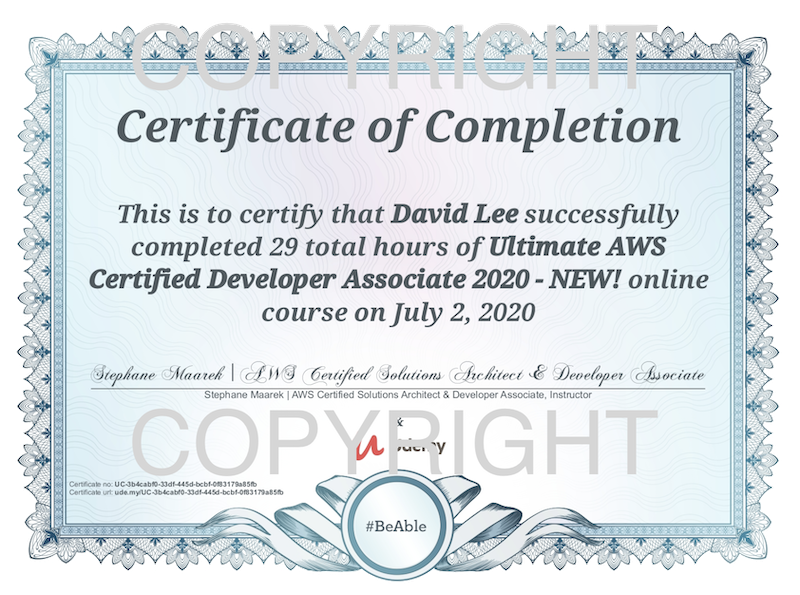 COPYRIGHT
Certificate of Completion
This is to certify that David Lee successfully
completed 29 total hours of Ultimate AWS
Certified Developer Associate 2020 - NEW! online
course on July 2, 2020
Stephane Maarek | AWS Certified Solutions Architect & Developer Associate
Stephane Maarek | AWS Certified Solutions Architect & Developer Associate, Instructor
&
COPYRIGHT
udemy
Certificate no: UC-3b4cabf0-33df-445d-bcbf-0f83179a85fb
Certificate url: ude.my/UC-3b4cabf0-33df-445d-bcbf-0f83179a85fb
#BeAble